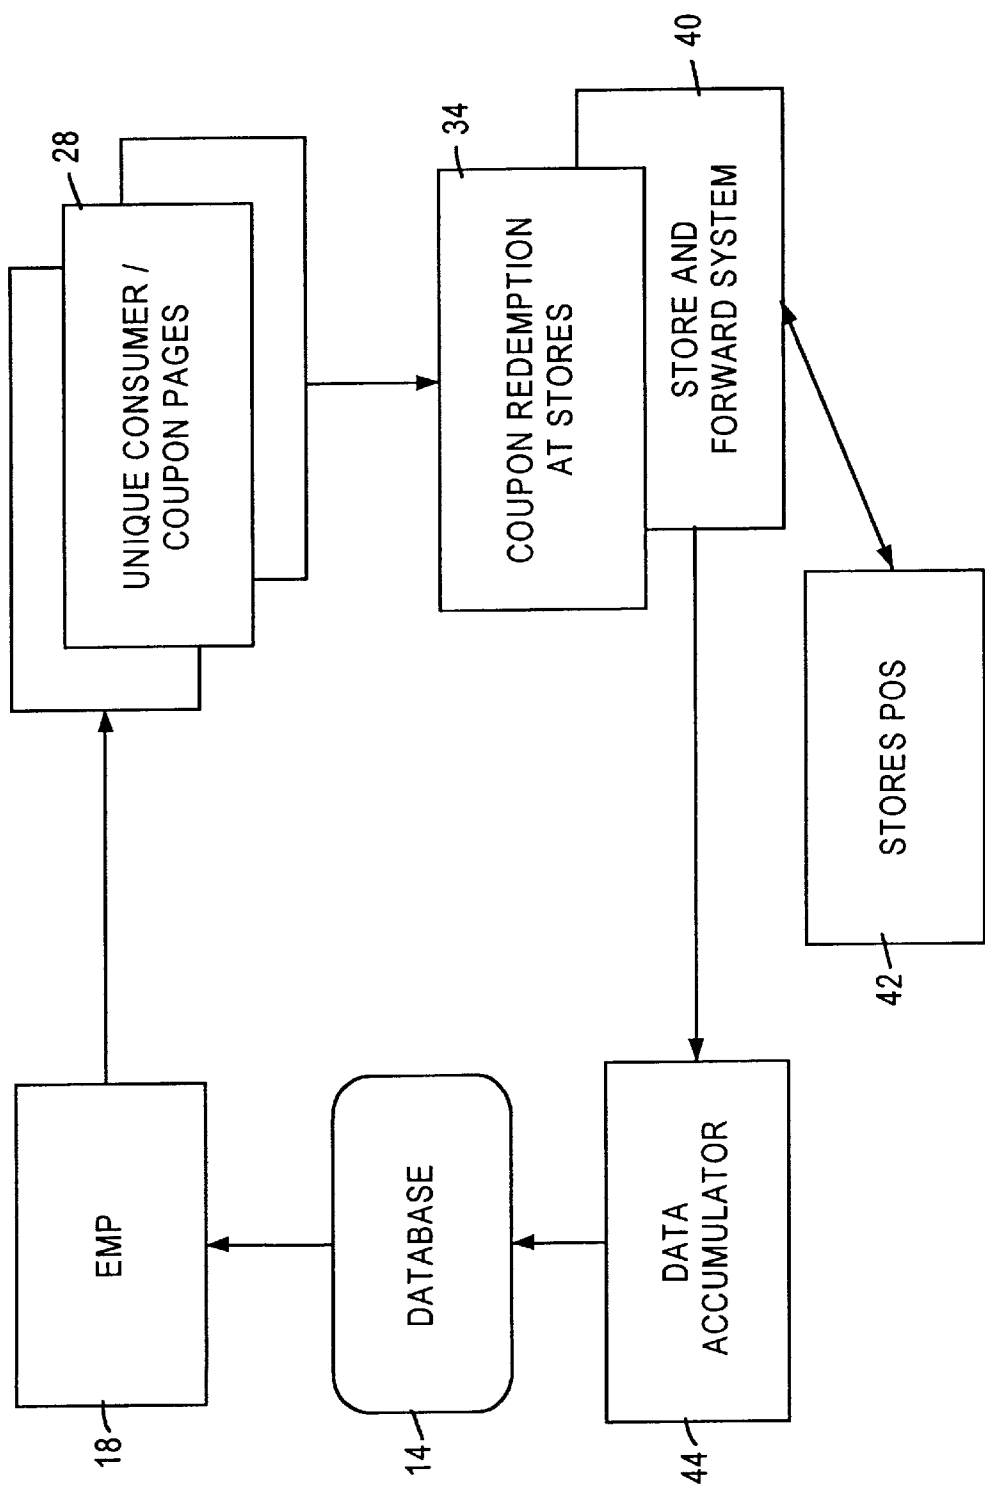 18
EMP
UNIQUE CONSUMER /
COUPON PAGES
28
14
DATABASE
COUPON REDEMPTION
AT STORES
34
44
DATA
ACCUMULATOR
STORE AND
FORWARD SYSTEM
40
42
STORES POS